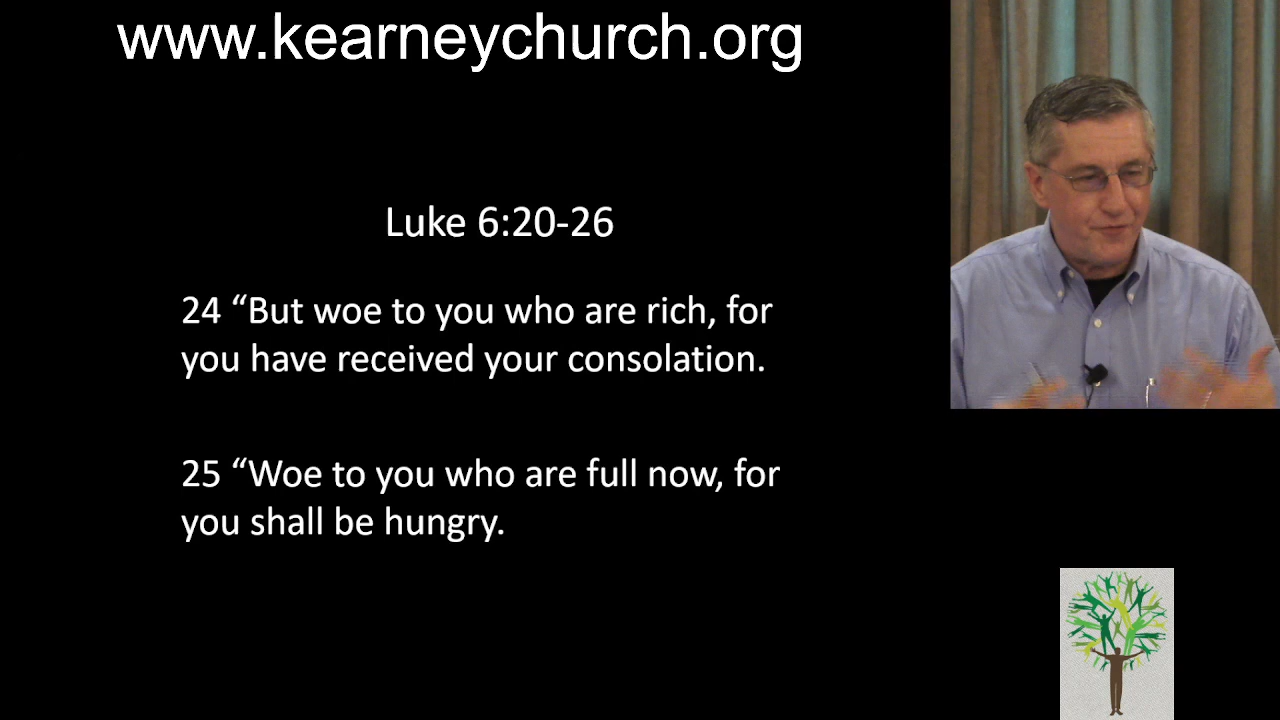 www.kearneychurch.org
Luke 6:20-26
24 “But woe to you who are rich, for
you have received your consolation.
25 “Woe to you who are full now, for
you shall be hungry.